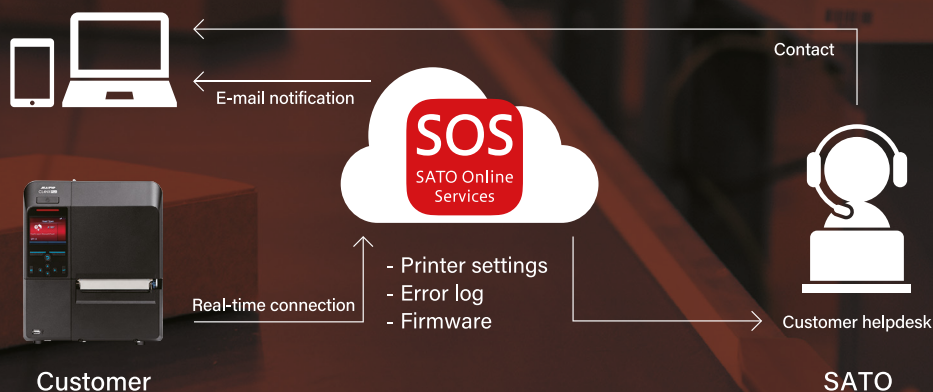 Contact
E-mail notification
SOS
SATO Online
Services
Real-time connection
- Printer settings
- Error log
- Firmware
Customer helpdesk
Customer
SATO